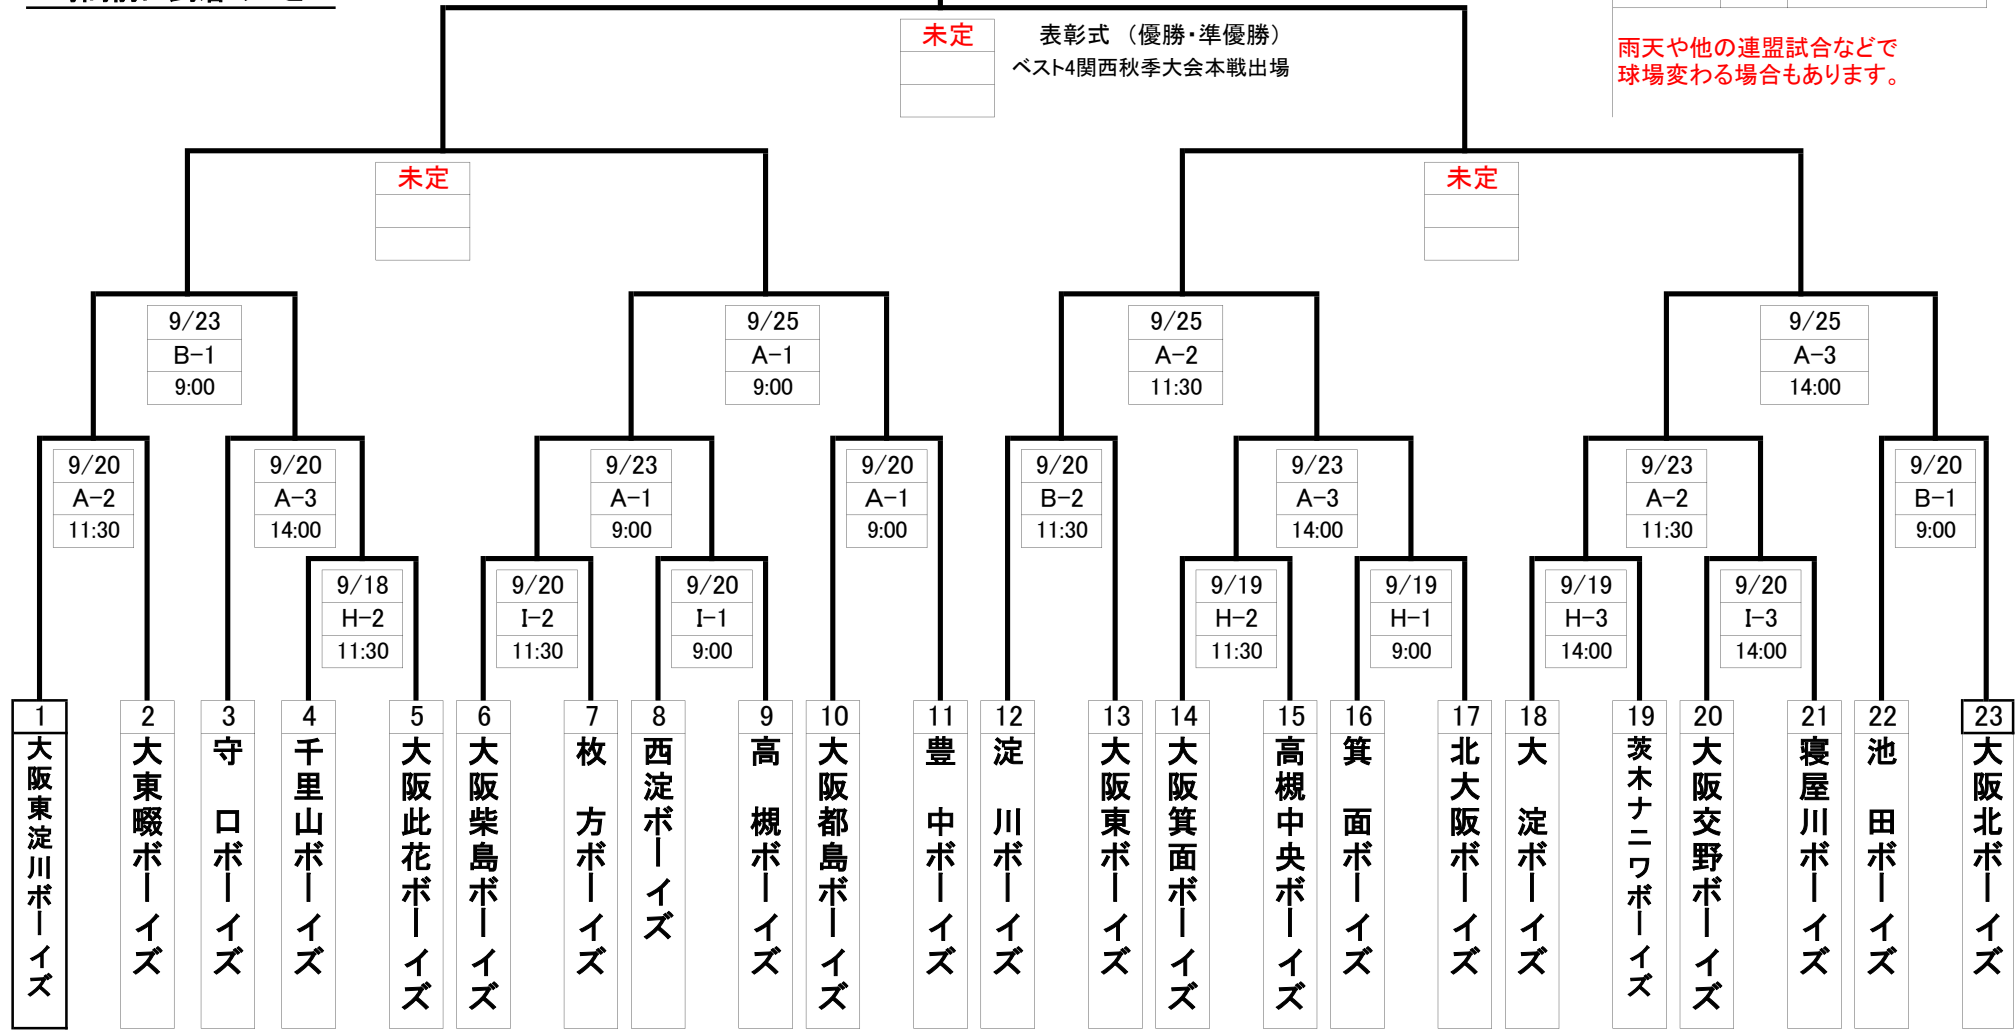 未定
表彰式 （優勝・準優勝）
ベスト4関西秋季大会本戦出場
雨天や他の連盟試合などで
球場変わる場合もあります。
未定
未定
9/23
B-1
9:00
9/25
A-1
9:00
9/25
A-2
11:30
9/25
A-3
14:00
9/20
A-2
11:30
9/20
A-3
14:00
9/23
A-1
9:00
9/20
A-1
9:00
9/20
B-2
11:30
9/23
A-3
14:00
9/23
A-2
11:30
9/20
B-1
9:00
9/18
H-2
11:30
9/20
I-2
11:30
9/20
I-1
9:00
9/19
H-2
11:30
9/19
H-1
9:00
9/19
H-3
14:00
9/20
I-3
14:00
1
大阪東淀川ボーイズ
2
大東畷ボーイズ
3
守 口ボーイズ
4
千里山ボーイズ
5
大阪此花ボーイズ
6
大阪柴島ボーイズ
7
枚 方ボーイズ
8
西淀ボーイズ
9
高 槻ボーイズ
10
大阪都島ボーイズ
11
豊 中ボーイズ
12
淀 川ボーイズ
13
大阪東ボーイズ
14
大阪箕面ボーイズ
15
高槻中央ボーイズ
16
箕 面ボーイズ
17
北大阪ボーイズ
18
大 淀ボーイズ
19
茨木ナニワボーイズ
20
大阪交野ボーイズ
21
寝屋川ボーイズ
22
池 田ボーイズ
23
大阪北ボーイズ